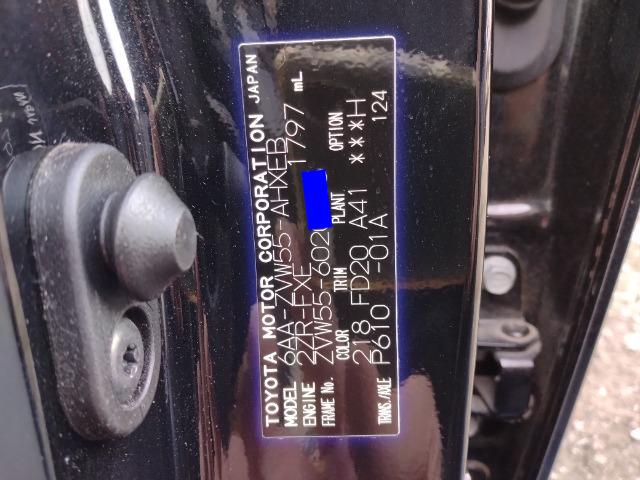 TOYOTA MOTOR CORPORATION JAPAN
MODEL 6AA-ZVW55-AHXEB
ENGINE 2ZR-FXE 1797 mL
FRAME No. ZVW55-602
COLOR TRIM PLANT OPTION
218 FD20 A41 ***H
TRNS./AXLE P610 -01A 124